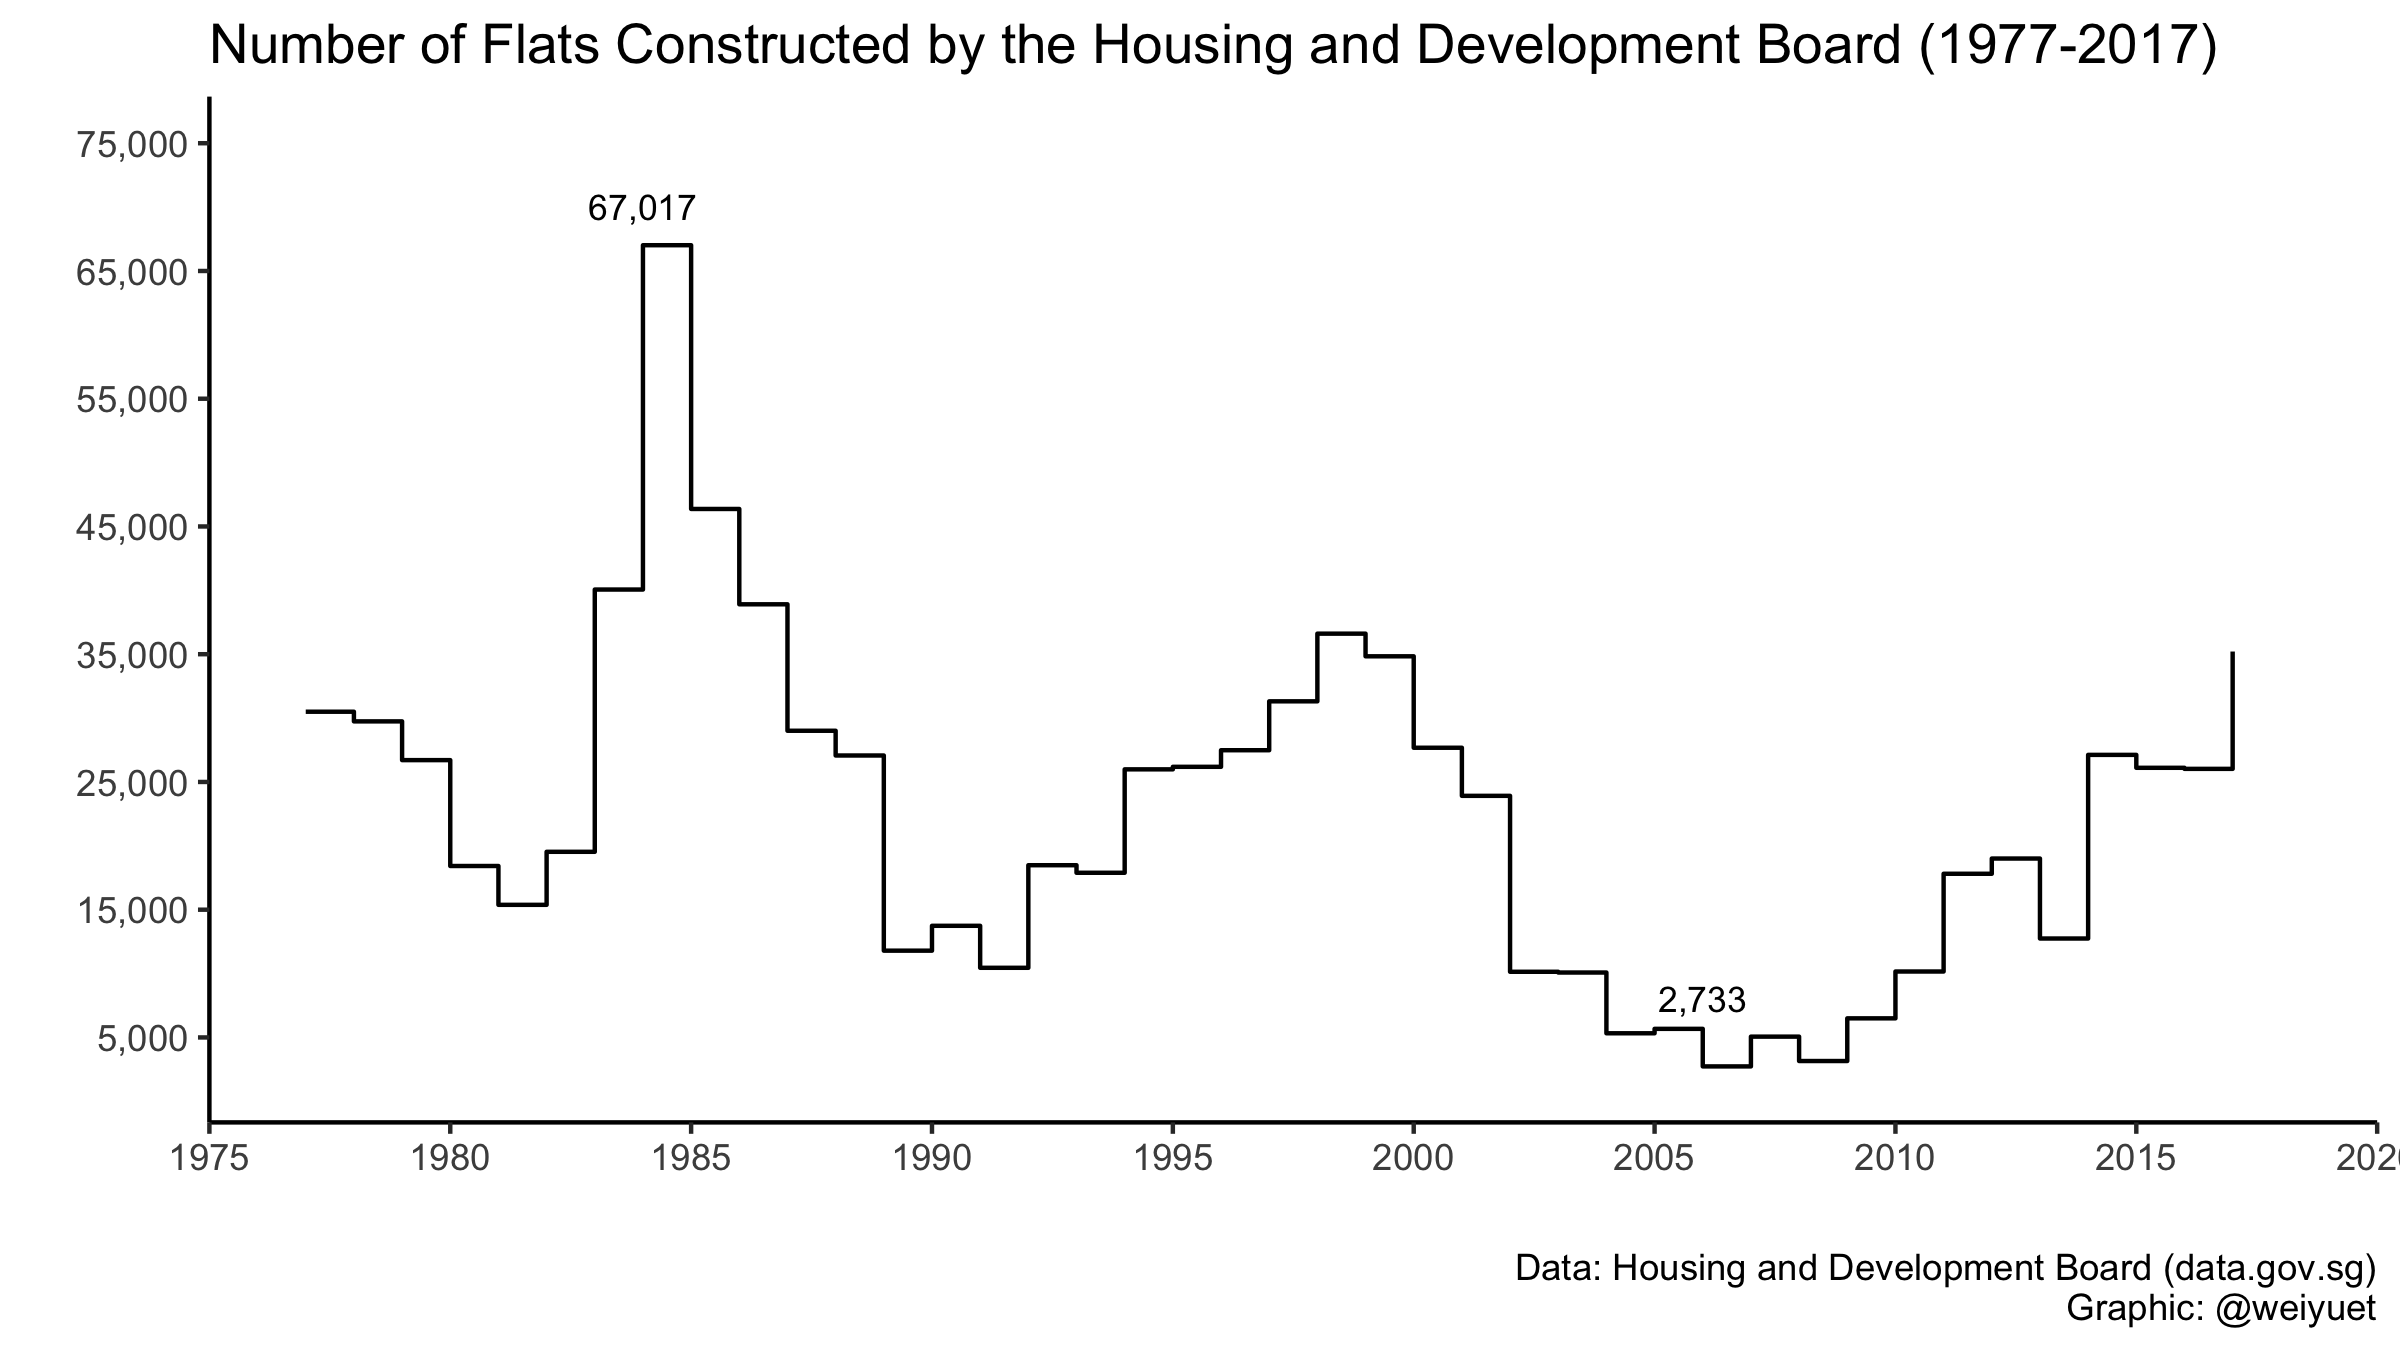 Number of Flats Constructed by the Housing and Development Board (1977-2017)
75,000
67,017
65,000
55,000
45,000
35,000
25,000
15,000
2,733
5,000
1975 1980 1985 1990 1995 2000 2005 2010 2015 202
Data: Housing and Development Board (data.gov.sg)
Graphic: @weiyuet